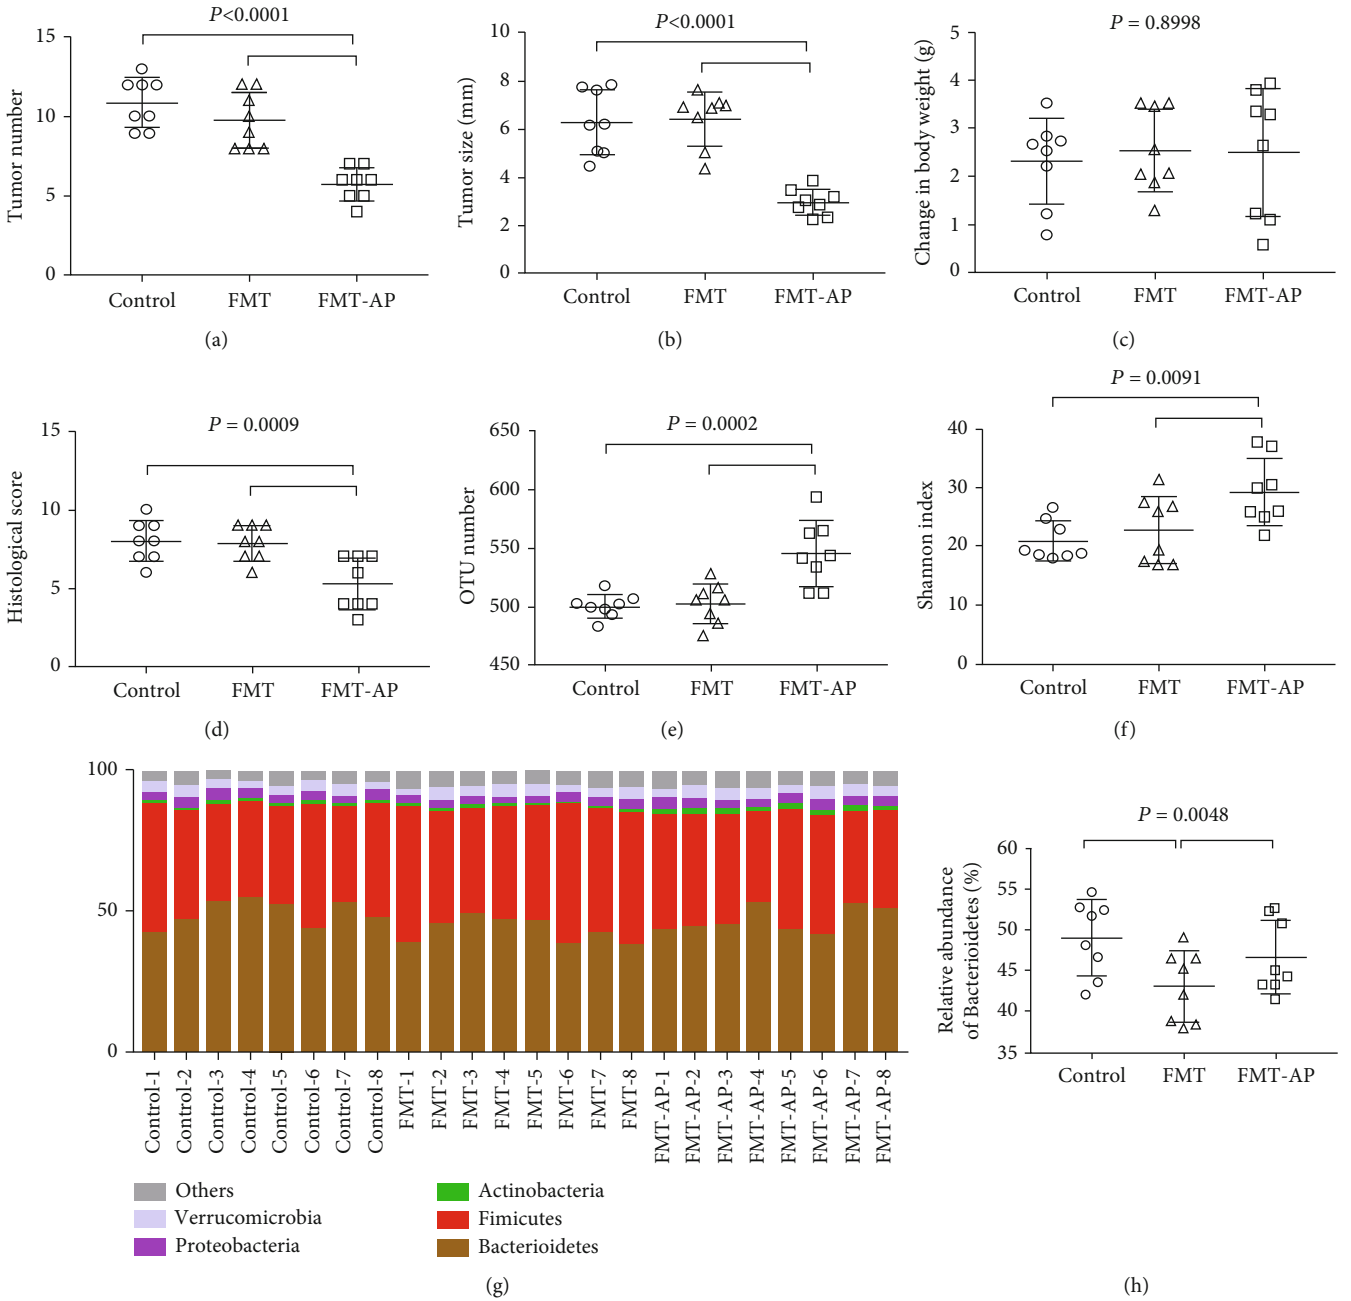 P<0.0001
Tumor number
15
10
5
0
Control
FMT
FMT-AP
(a)
P<0.0001
Tumor size (mm)
10
8
6
4
2
0
Control
FMT
FMT-AP
(b)
P = 0.8998
Change in body weight (g)
5
4
3
2
1
0
Control
FMT
FMT-AP
(c)
P = 0.0009
Histological score
15
10
5
0
Control
FMT
FMT-AP
(d)
P = 0.0002
OTU number
650
600
550
500
450
Control
FMT
FMT-AP
(e)
P = 0.0091
Shannon index
40
30
20
10
0
Control
FMT
FMT-AP
(f)
100
50
0
Control-1
Control-2
Control-3
Control-4
Control-5
Control-6
Control-7
Control-8
FMT-1
FMT-2
FMT-3
FMT-4
FMT-5
FMT-6
FMT-7
FMT-8
FMT-AP-1
FMT-AP-2
FMT-AP-3
FMT-AP-4
FMT-AP-5
FMT-AP-6
FMT-AP-7
FMT-AP-8
Others
Verrucomicrobia
Proteobacteria
Actinobacteria
Fimicutes
Bacterioidetes
(g)
P = 0.0048
Relative abundance
of Bacterioidetes (%)
60
55
50
45
40
35
Control
FMT
FMT-AP
(h)